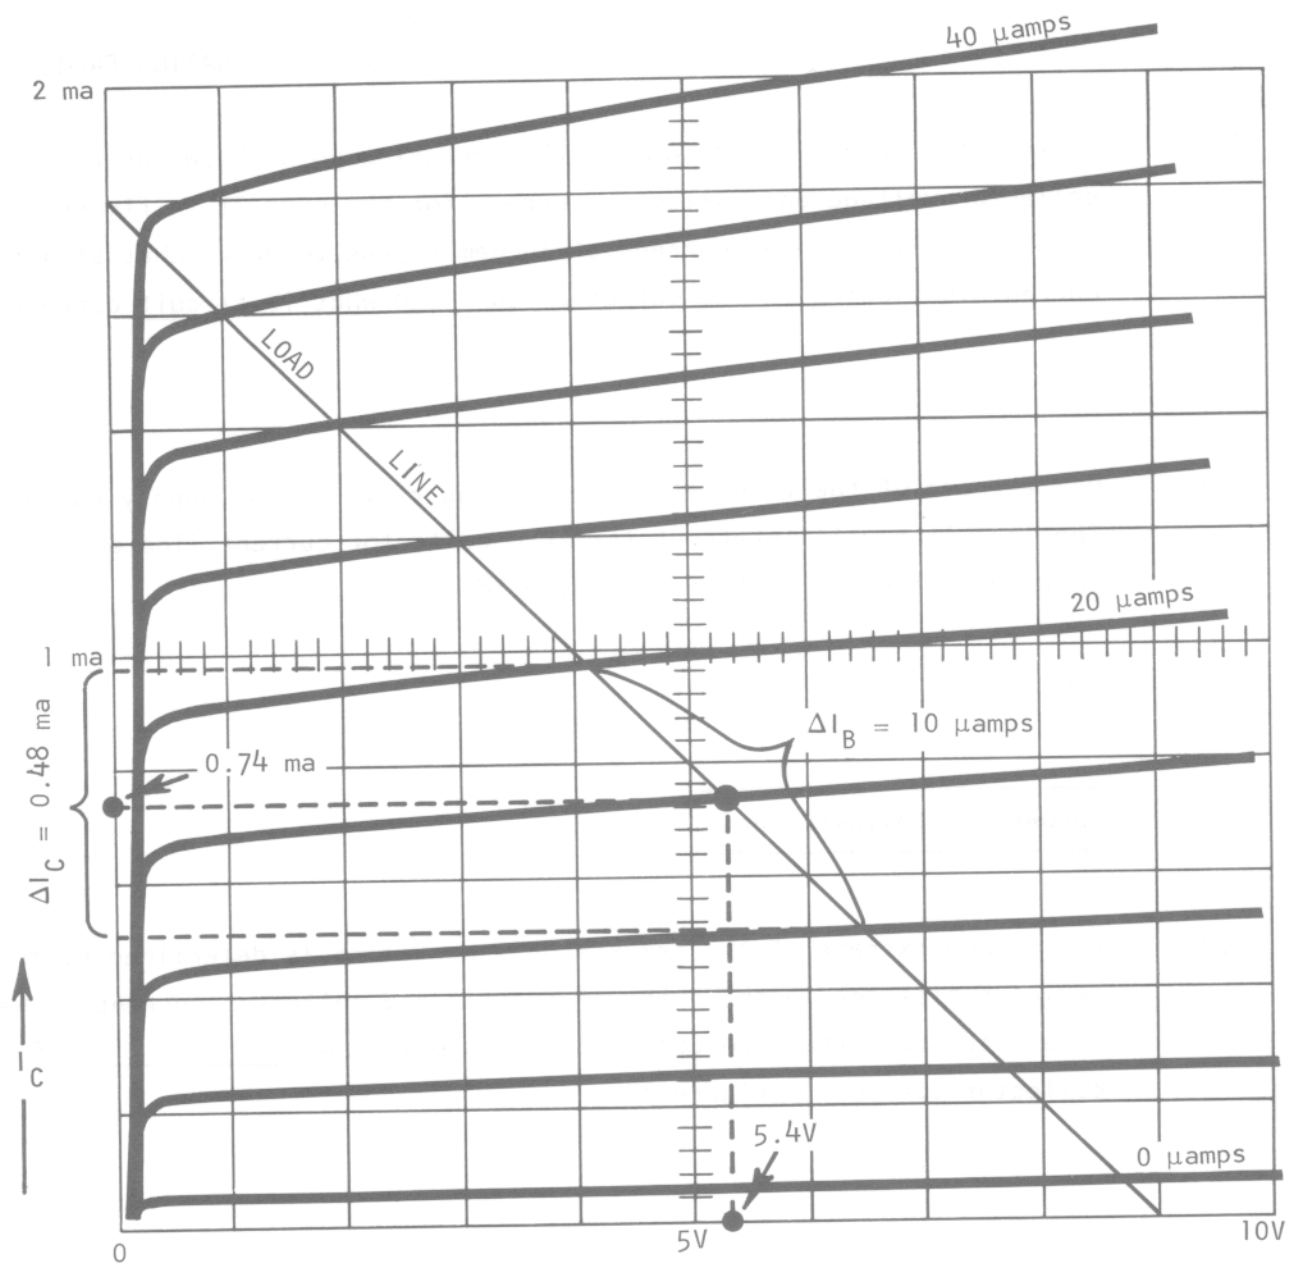 40 μamps
2 ma
LOAD
LINE
20 μamps
1 ma
ΔI_B = 10 μamps
0.74 ma
ΔI_C = 0.48 ma
I_C
5.4V
0 μamps
0
5V
10V